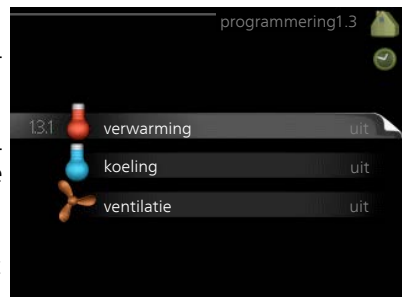 programmering1.3
1.3.1 verwarming uit
koeling uit
ventilatie uit